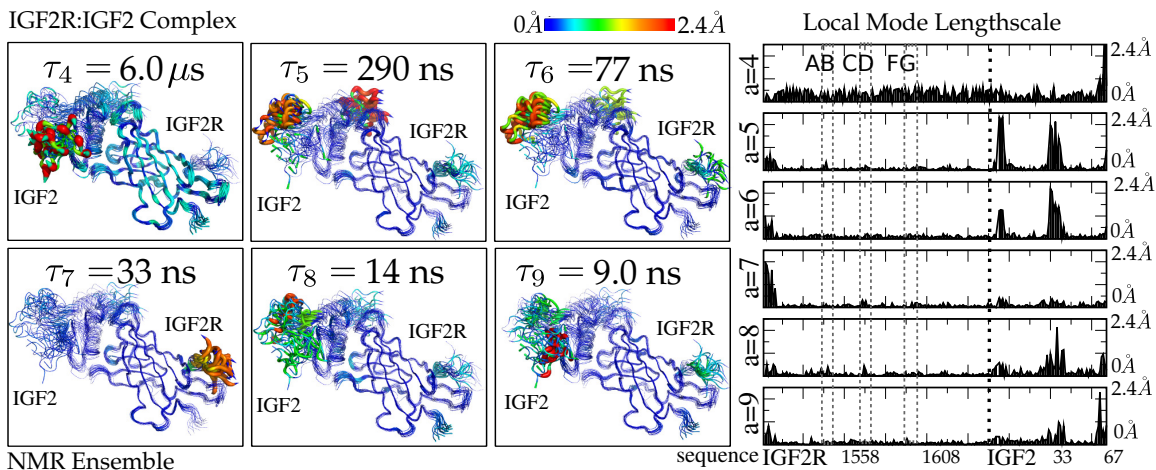 IGF2R:IGF2 Complex
0Å 2.4Å
Local Mode Lengthscale
τ4 = 6.0 μs
IGF2R
IGF2
τ5 = 290 ns
IGF2R
IGF2
τ6 = 77 ns
IGF2R
IGF2
τ7 = 33 ns
IGF2R
IGF2
τ8 = 14 ns
IGF2R
IGF2
τ9 = 9.0 ns
IGF2R
IGF2
NMR Ensemble
a=4
AB CD FG
2.4Å
0Å
a=5
2.4Å
0Å
a=6
2.4Å
0Å
a=7
2.4Å
0Å
a=8
2.4Å
0Å
a=9
2.4Å
0Å
sequence IGF2R 1558 1608 IGF2 33 67